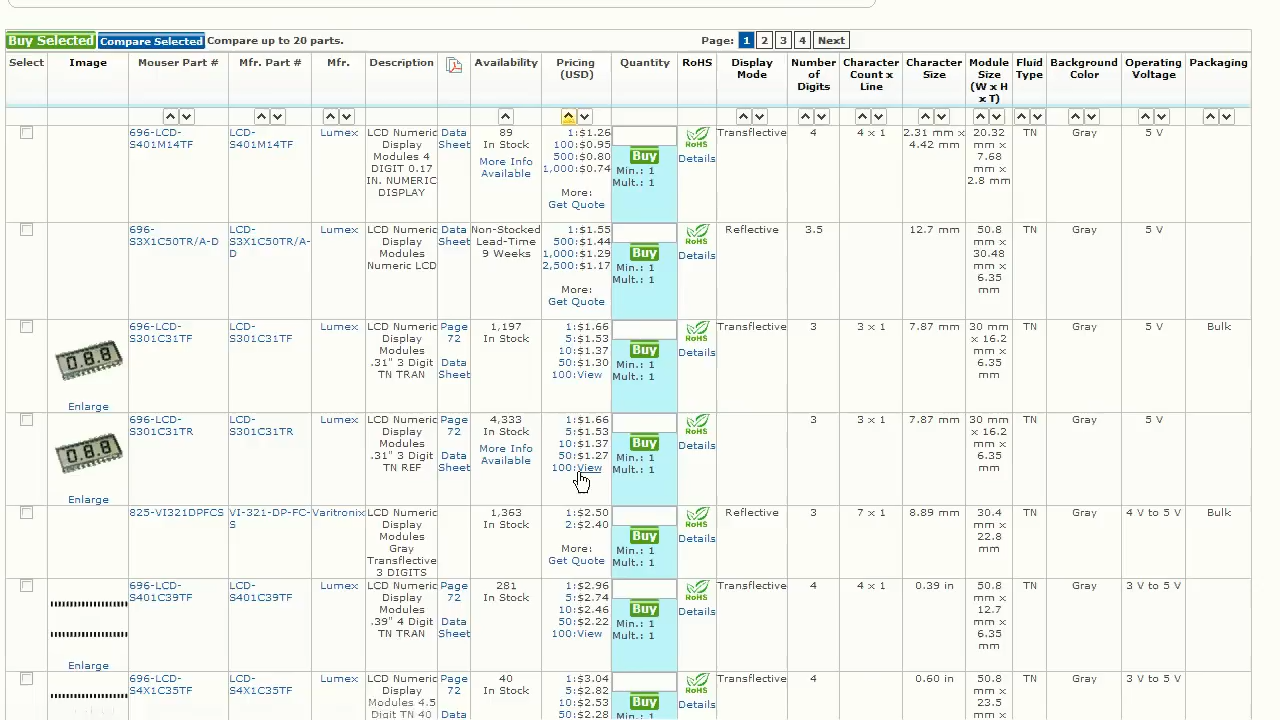 Buy Selected Compare Selected Compare up to 20 parts. Page: 1 2 3 4 Next
Select Image Mouser Part # Mfr. Part # Mfr. Description Availability Pricing (USD) Quantity RoHS Display Mode Number of Digits Character Count x Line Character Size Module Size (W x H x T) Fluid Type Background Color Operating Voltage Packaging
696-LCD-S401M14TF LCD-S401M14TF Lumex LCD Numeric Display Modules 4 DIGIT 0.17 IN. NUMERIC DISPLAY Data Sheet 89 In Stock More Info Available 1:$1.26 100:$0.95 500:$0.80 1,000:$0.74 More: Get Quote Buy Min.: 1 Mult.: 1 RoHS Details Transflective 4 4 x 1 2.31 mm x 4.42 mm 20.32 mm x 7.68 mm x 2.8 mm TN Gray 5 V
696-S3X1C50TR/A-D LCD-S3X1C50TR/A-D Lumex LCD Numeric Display Modules Numeric LCD Data Sheet Non-Stocked Lead-Time 9 Weeks 1:$1.55 500:$1.44 1,000:$1.29 2,500:$1.17 More: Get Quote Buy Min.: 1 Mult.: 1 RoHS Details Reflective 3.5 12.7 mm 50.8 mm x 30.48 mm x 6.35 mm TN Gray 5 V
0.8.8 Enlarge 696-LCD-S301C31TF LCD-S301C31TF Lumex LCD Numeric Display Modules .31" 3 Digit TN TRAN Page 72 Data Sheet 1,197 In Stock 1:$1.66 5:$1.53 10:$1.37 50:$1.30 100:View Buy Min.: 1 Mult.: 1 RoHS Details Transflective 3 3 x 1 7.87 mm 30 mm x 16.2 mm x 6.35 mm TN Gray 5 V Bulk
0.8.8 Enlarge 696-LCD-S301C31TR LCD-S301C31TR Lumex LCD Numeric Display Modules .31" 3 Digit TN REF Page 72 Data Sheet 4,333 In Stock More Info Available 1:$1.66 5:$1.53 10:$1.37 50:$1.27 100:View Buy Min.: 1 Mult.: 1 RoHS Details 3 3 x 1 7.87 mm 30 mm x 16.2 mm x 6.35 mm TN Gray 5 V
825-VI321DPFCS VI-321-DP-FC-S Varitronix LCD Numeric Display Modules Gray Transflective 3 DIGITS 1,363 In Stock 1:$2.50 2:$2.40 More: Get Quote Buy Min.: 1 Mult.: 1 RoHS Details Reflective 3 7 x 1 8.89 mm 30.4 mm x 22.8 mm TN Gray 4 V to 5 V Bulk
Enlarge 696-LCD-S401C39TF LCD-S401C39TF Lumex LCD Numeric Display Modules .39" 4 Digit TN TRAN Page 72 Data Sheet 281 In Stock 1:$2.96 5:$2.74 10:$2.46 50:$2.22 100:View Buy Min.: 1 Mult.: 1 RoHS Details Transflective 4 4 x 1 0.39 in 50.8 mm x 12.7 mm x 6.35 mm TN Gray 3 V to 5 V
696-LCD-S4X1C35TF LCD-S4X1C35TF Lumex LCD Numeric Display Modules 4.5 Digit TN 40 Page 72 Data 40 In Stock 1:$3.04 5:$2.82 10:$2.53 50:$2.28 Buy Min.: 1 RoHS Details Transflective 4 0.60 in 50.8 mm x 23.5 mm x TN Gray 3 V to 5 V